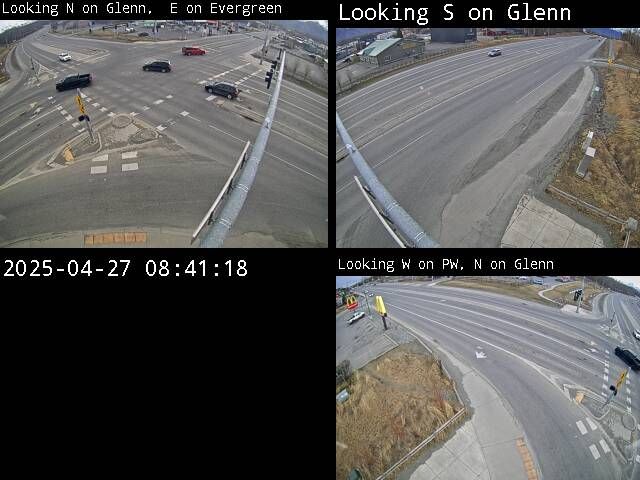 Looking N on Glenn,  E on Evergreen
Looking S on Glenn
2025-04-27 08:41:18
Looking W on PW, N on Glenn